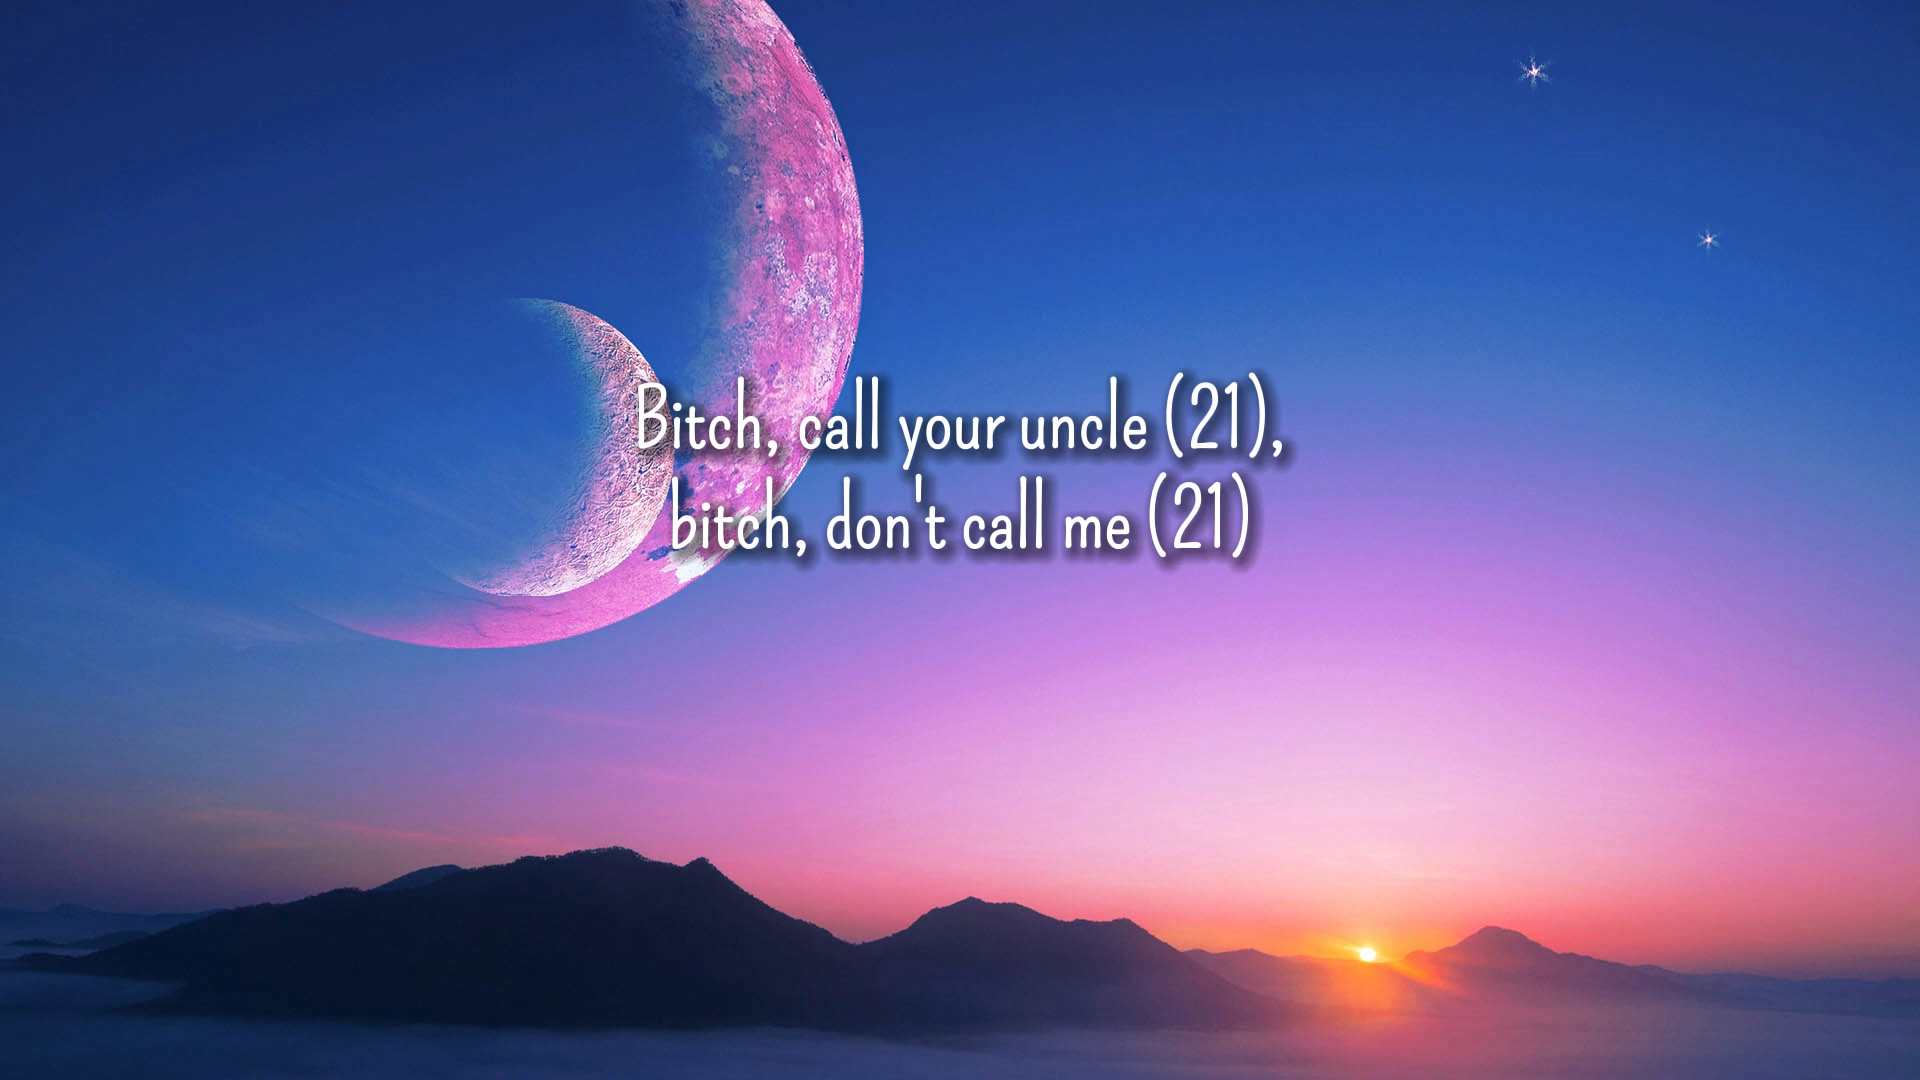 Bitch, call your uncle (21),
bitch, don't call me (21)